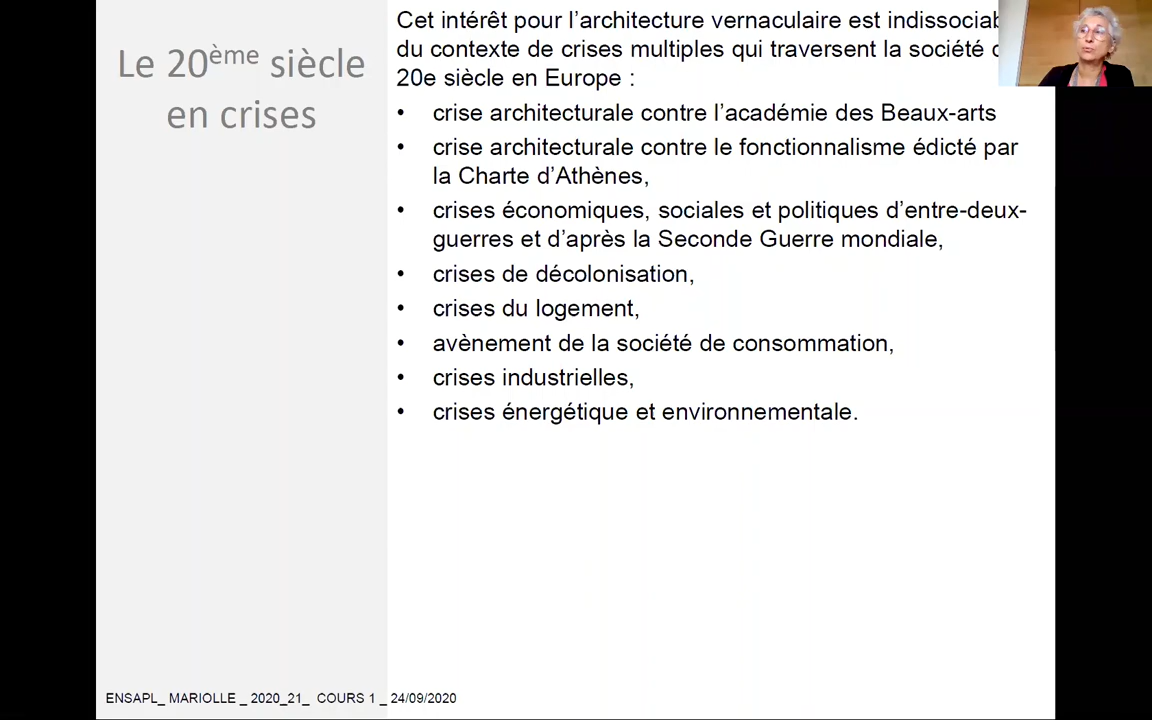 Le 20ème siècle
en crises
Cet intérêt pour l'architecture vernaculaire est
du contexte de crises multiples qui traversent la société
20e siècle en Europe :
• crise architecturale contre l'académie des Beaux-arts
• crise architecturale contre le fonctionnalisme édicté par
la Charte d'Athènes,
• crises économiques, sociales et politiques d'entre-deux-
guerres et d'après la Seconde Guerre mondiale,
• crises de décolonisation,
• crises du logement,
• avènement de la société de consommation,
• crises industrielles,
• crises énergétique et environnementale.
ENSAPL_ MARIOLLE _ 2020_21_ COURS 1 _ 24/09/2020